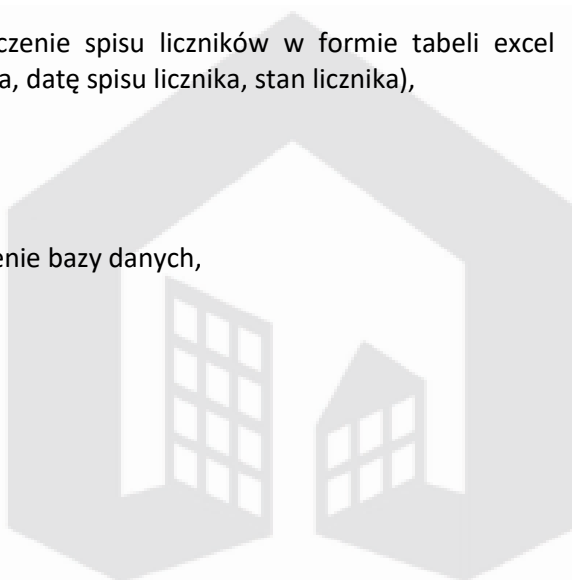 czenie spisu liczników w formie tabeli excel
a, datę spisu licznika, stan licznika),
enie bazy danych,